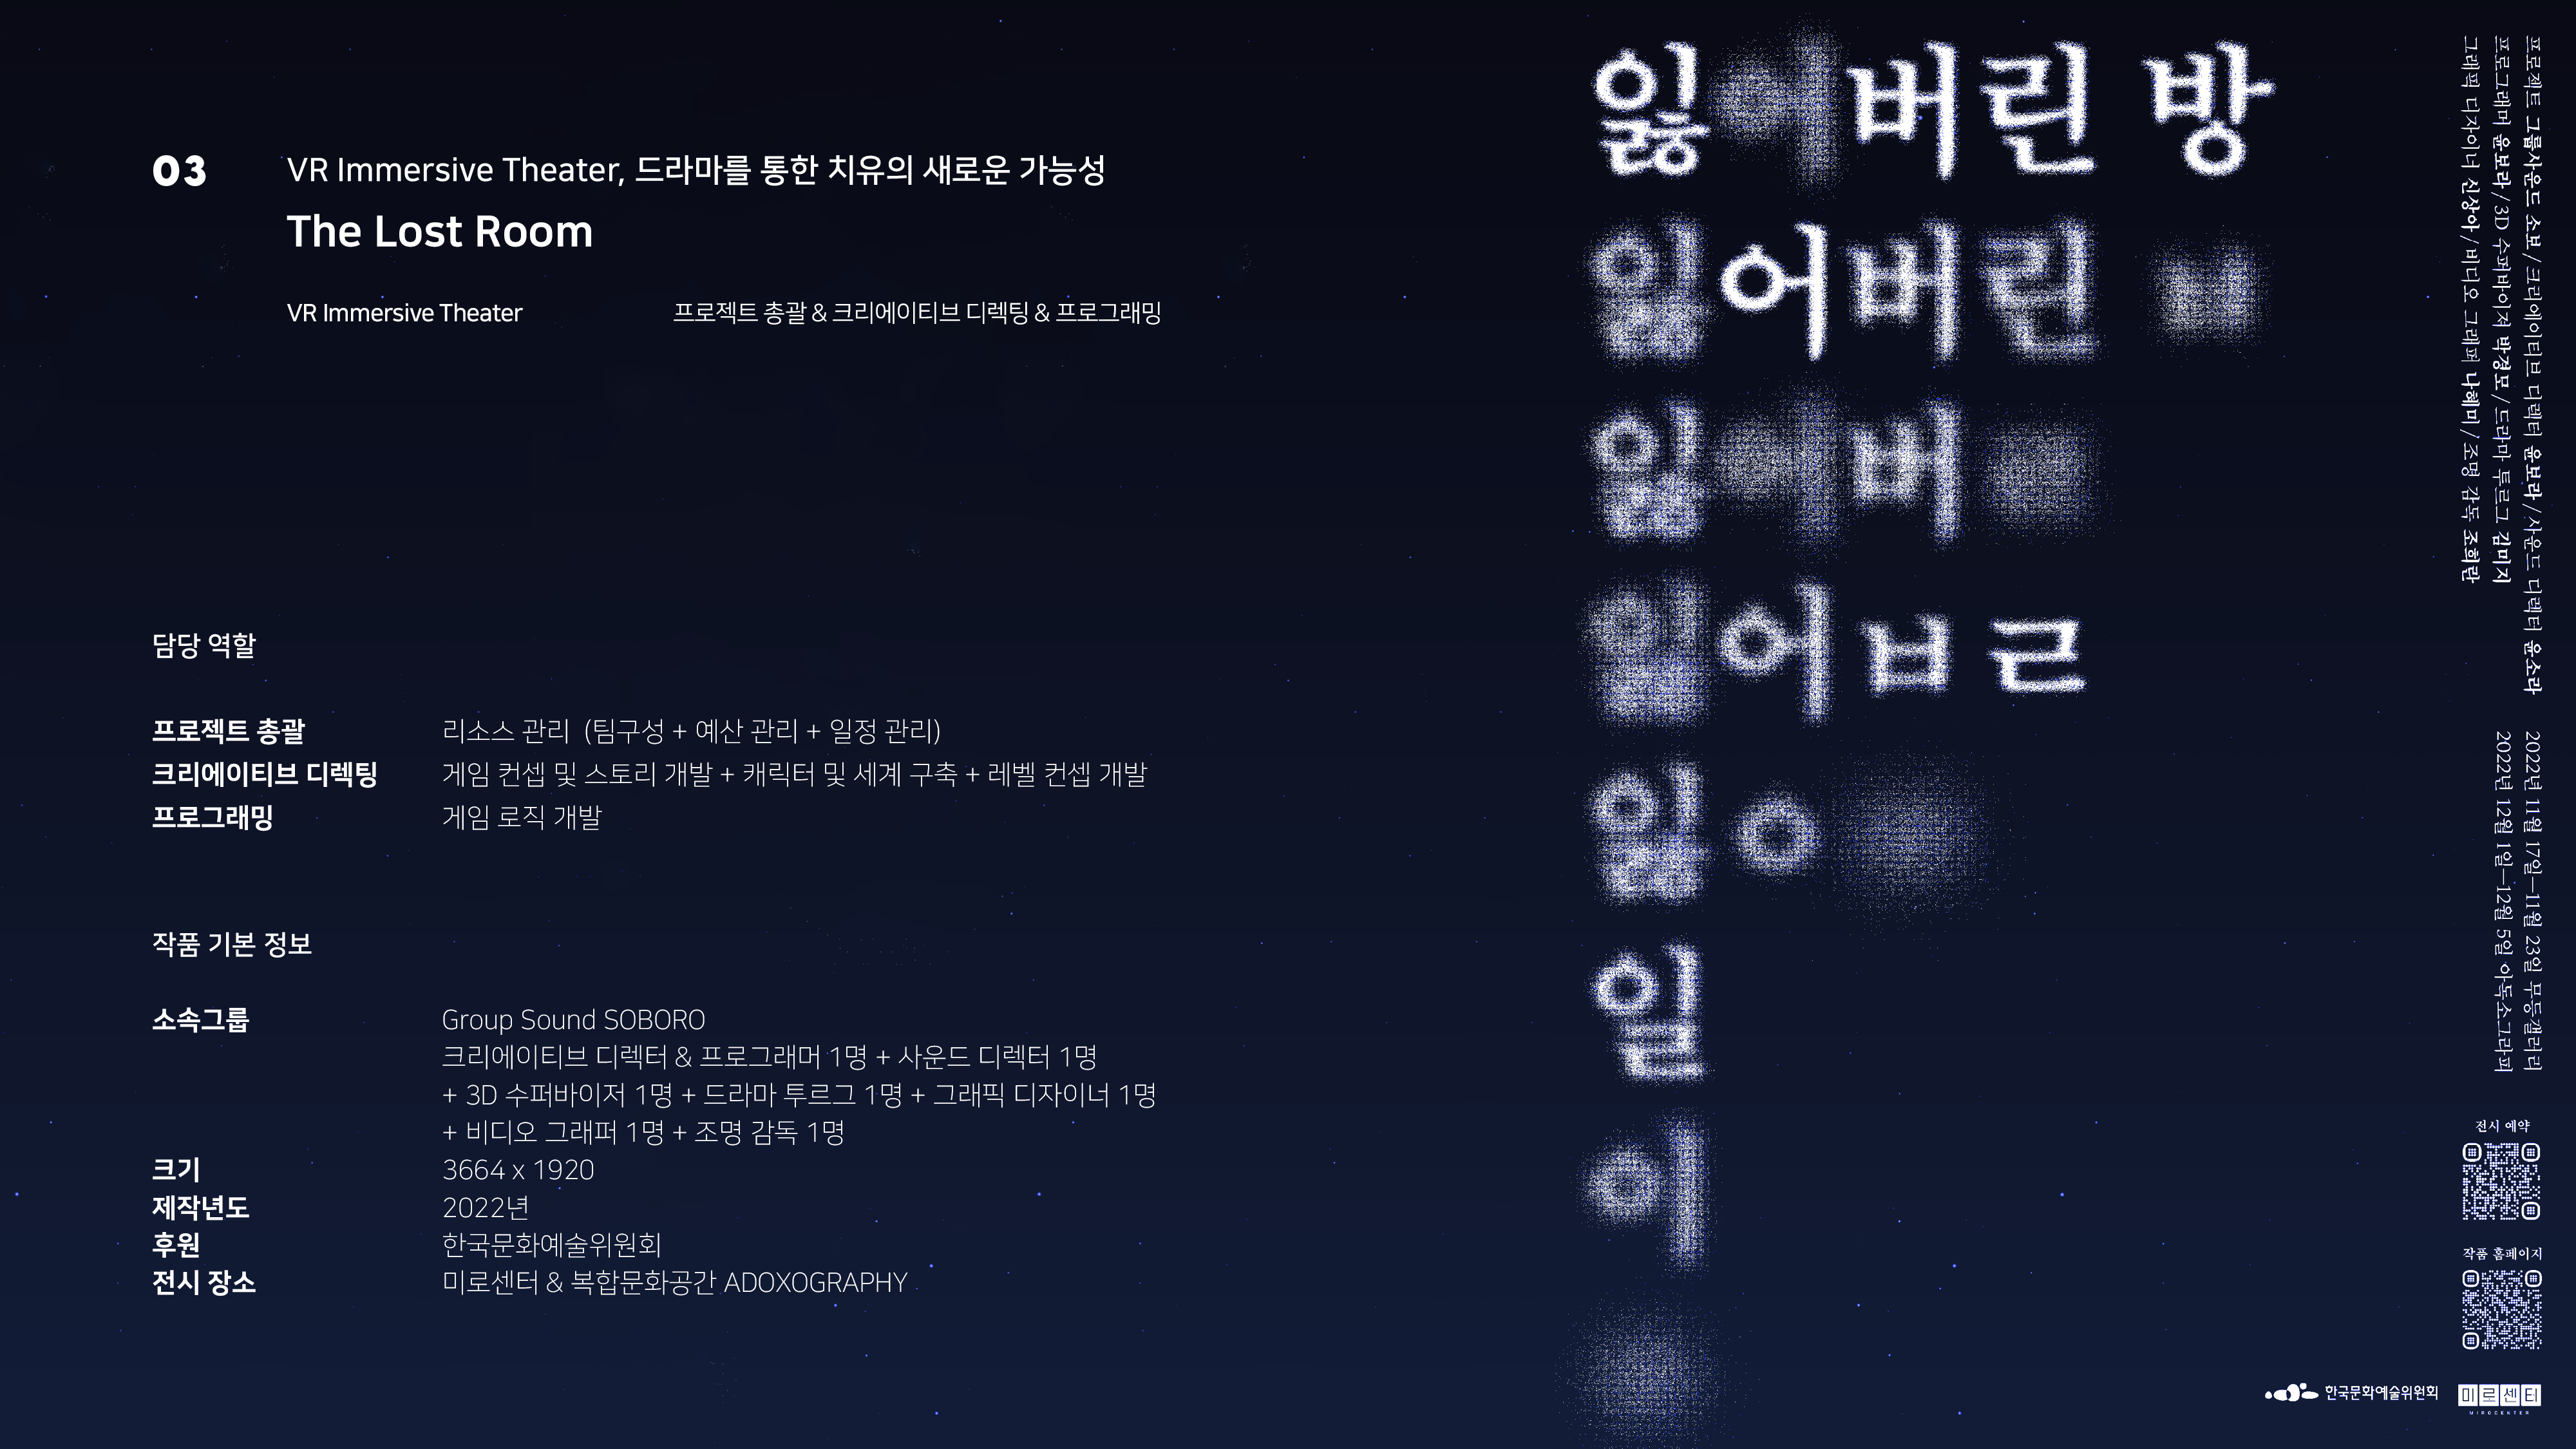 03
VR Immersive Theater, 드라마를 통한 치유의 새로운 가능성
The Lost Room
VR Immersive Theater
프로젝트 총괄 & 크리에이티브 디렉팅 & 프로그래밍
담당 역할
프로젝트 총괄 리소스 관리 (팀구성 + 예산 관리 + 일정 관리)
크리에이티브 디렉팅 게임 컨셉 및 스토리 개발 + 캐릭터 및 세계 구축 + 레벨 컨셉 개발
프로그래밍 게임 로직 개발
작품 기본 정보
소속그룹 Group Sound SOBORO
크리에이티브 디렉터 & 프로그래머 1명 + 사운드 디렉터 1명
+ 3D 수퍼바이저 1명 + 드라마 투르그 1명 + 그래픽 디자이너 1명
+ 비디오 그래퍼 1명 + 조명 감독 1명
크기 3664 x 1920
제작년도 2022년
후원 한국문화예술위원회
전시 장소 미로센터 & 복합문화공간 ADOXOGRAPHY
잃어버린 방
어버린
버
어 ㅂ ㄹ
ㅇ
일
이
프로젝트 그룹사운드 소보/크리에이티브 디렉터 윤보라/사운드 디렉터 윤소라
프로그래머 윤보라/3D 수퍼바이저 박경모/드라마 투르그 김미지
그래픽 디자이너 신상아/비디오 그래퍼 나혜미/조명 감독 조희란
2022년 11월 17일—11월 23일 무등갤러리
2022년 12월 1일—12월 5일 아독소그라피
전시 예약
작품 홈페이지
한국문화예술위원회
미로센터
MIROCENTER